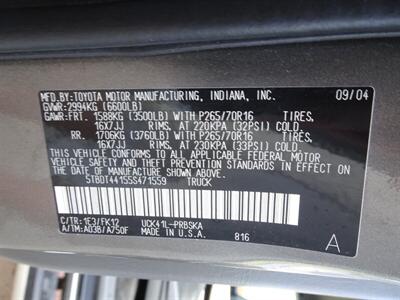 MFD.BY:TOYOTA MOTOR MANUFACTURING, INDIANA, INC. 09/04
GVWR:2994KG (6600LB)
GAWR:FRT. 1588KG (3500LB) WITH P265/70R16 TIRES,
16X7JJ RIMS, AT 220KPA (32PSI) COLD.
RR. 1706KG (3760LB) WITH P265/70R16 TIRES,
16X7JJ RIMS, AT 230KPA (33PSI) COLD.
THIS VEHICLE CONFORMS TO ALL APPLICABLE FEDERAL MOTOR
VEHICLE SAFETY AND THEFT PREVENTION STANDARDS IN
EFFECT ON THE DATE OF MANUFACTURE SHOWN ABOVE.
5TBDT44155S471559 TRUCK
C/TR:1E3/FK12 UCK41L-PRBSKA
A/TM:A03B/A750F MADE IN U.S.A. 816 A